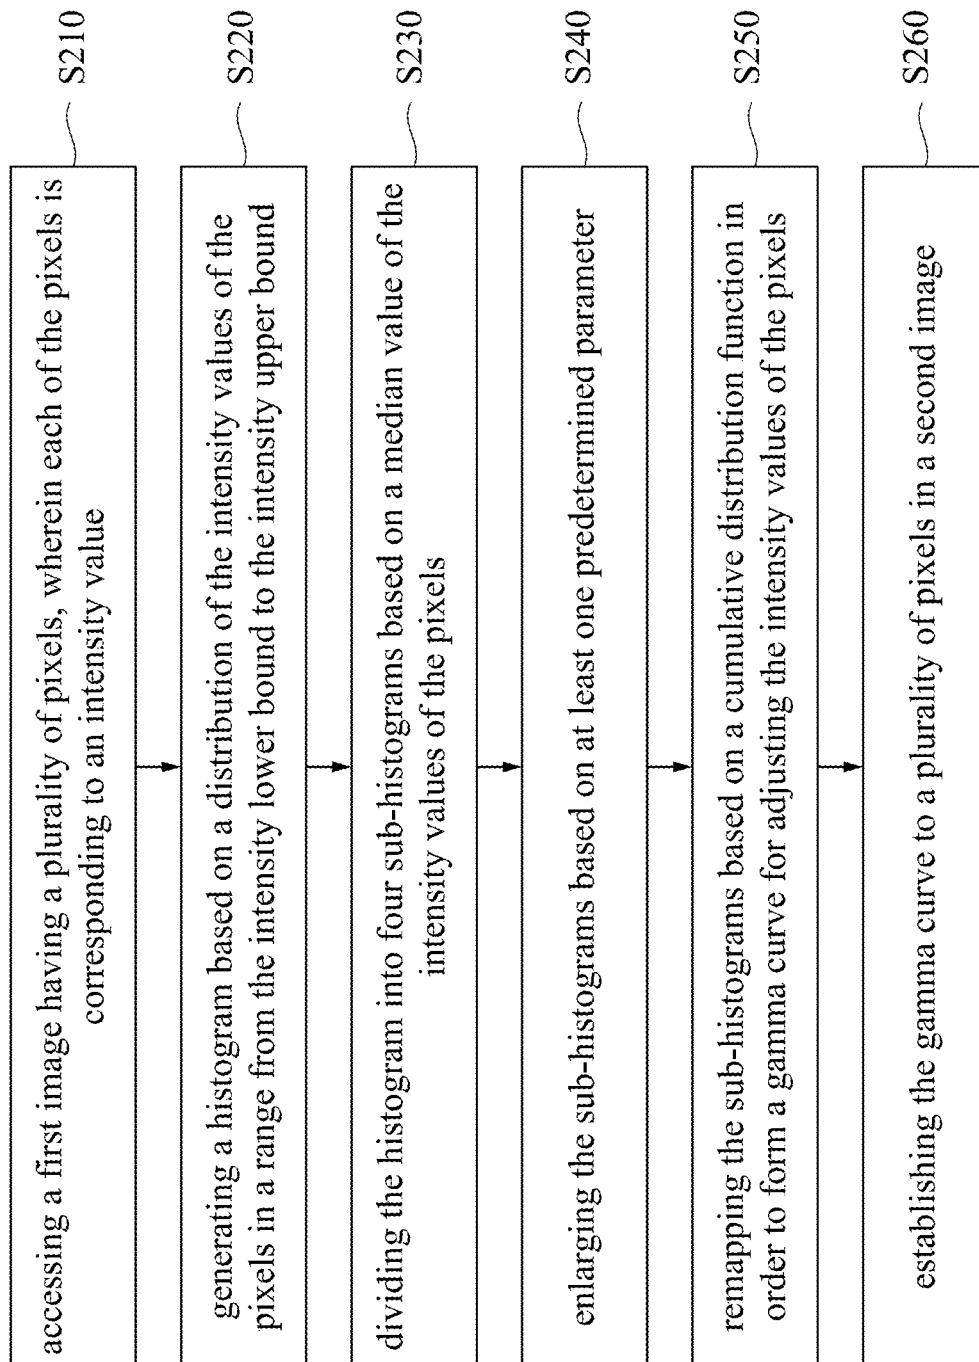 accessing a first image having a plurality of pixels, wherein each of the pixels is
corresponding to an intensity value
S210
generating a histogram based on a distribution of the intensity values of the
pixels in a range from the intensity lower bound to the intensity upper bound
S220
dividing the histogram into four sub-histograms based on a median value of the
intensity values of the pixels
S230
enlarging the sub-histograms based on at least one predetermined parameter
S240
remapping the sub-histograms based on a cumulative distribution function in
order to form a gamma curve for adjusting the intensity values of the pixels
S250
establishing the gamma curve to a plurality of pixels in a second image
S260